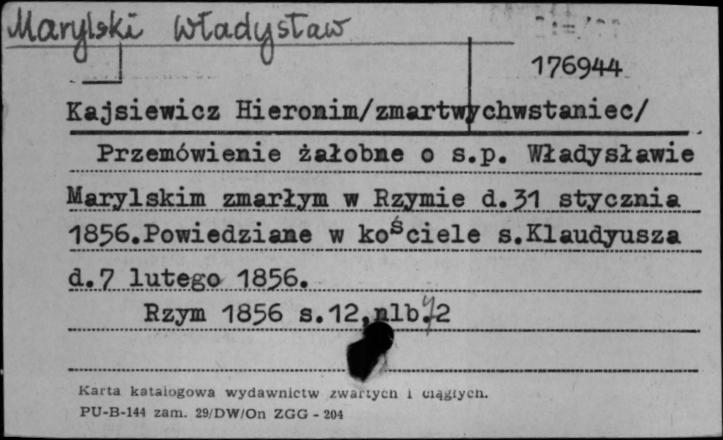 Marylski Władysław
176944
Kajsiewicz Hieronim/zmartwychwstaniec/
Przemówienie żałobne o s.p. Władysławie
Marylskim zmarłym w Rzymie d.31 stycznia
1856.Powiedziane w kościele s.Klaudyusza
d.7 lutego 1856.
Rzym 1856 s.12,nlb.2
Karta katalogowa wydawnictw zwartych i ciągłych.
PU-B-144 zam. 29/DW/On ZGG - 204